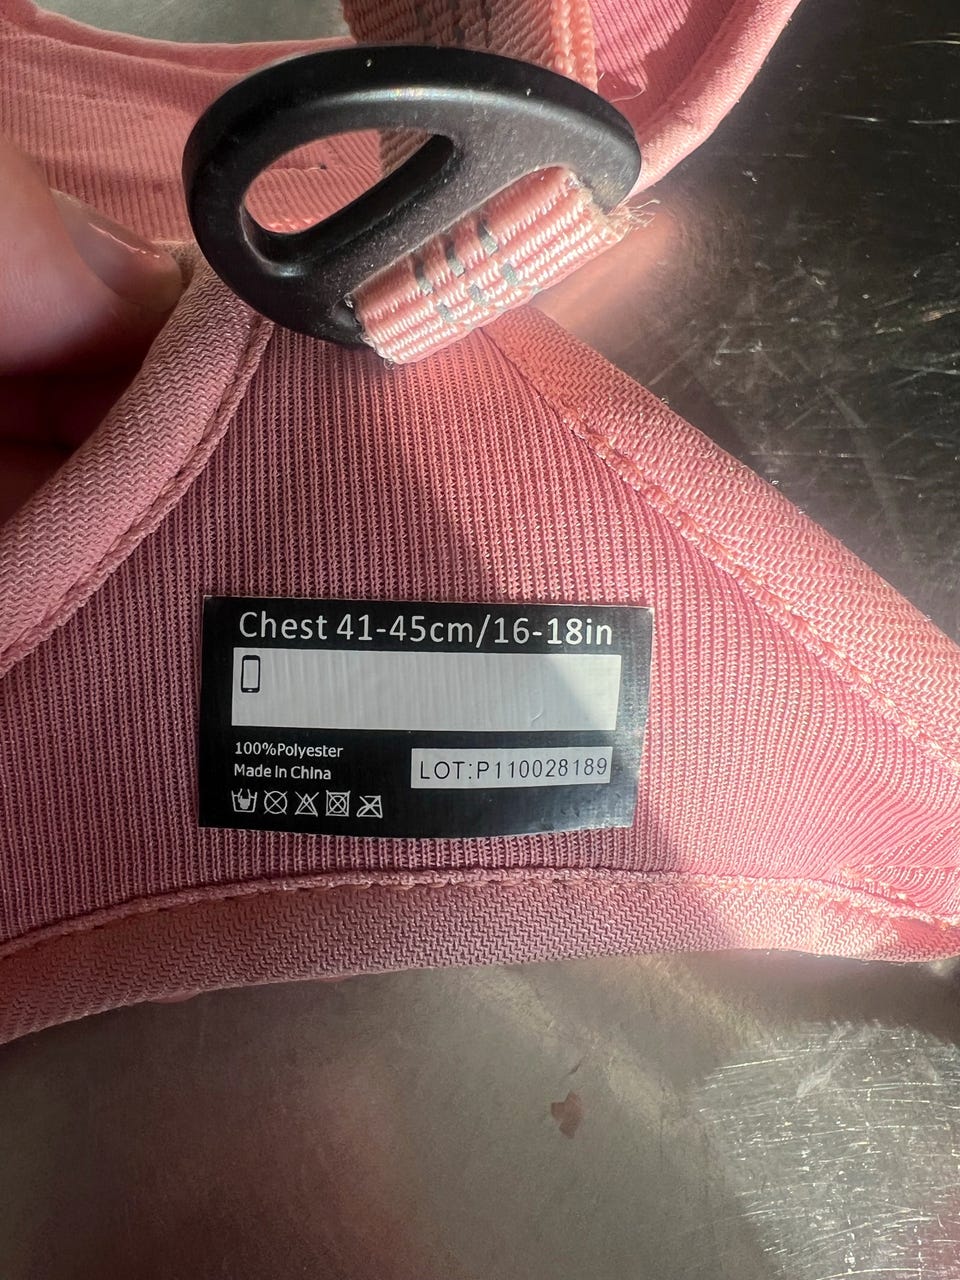 Chest 41-45cm/16-18in
100%Polyester
Made In China
LOT:P110028189